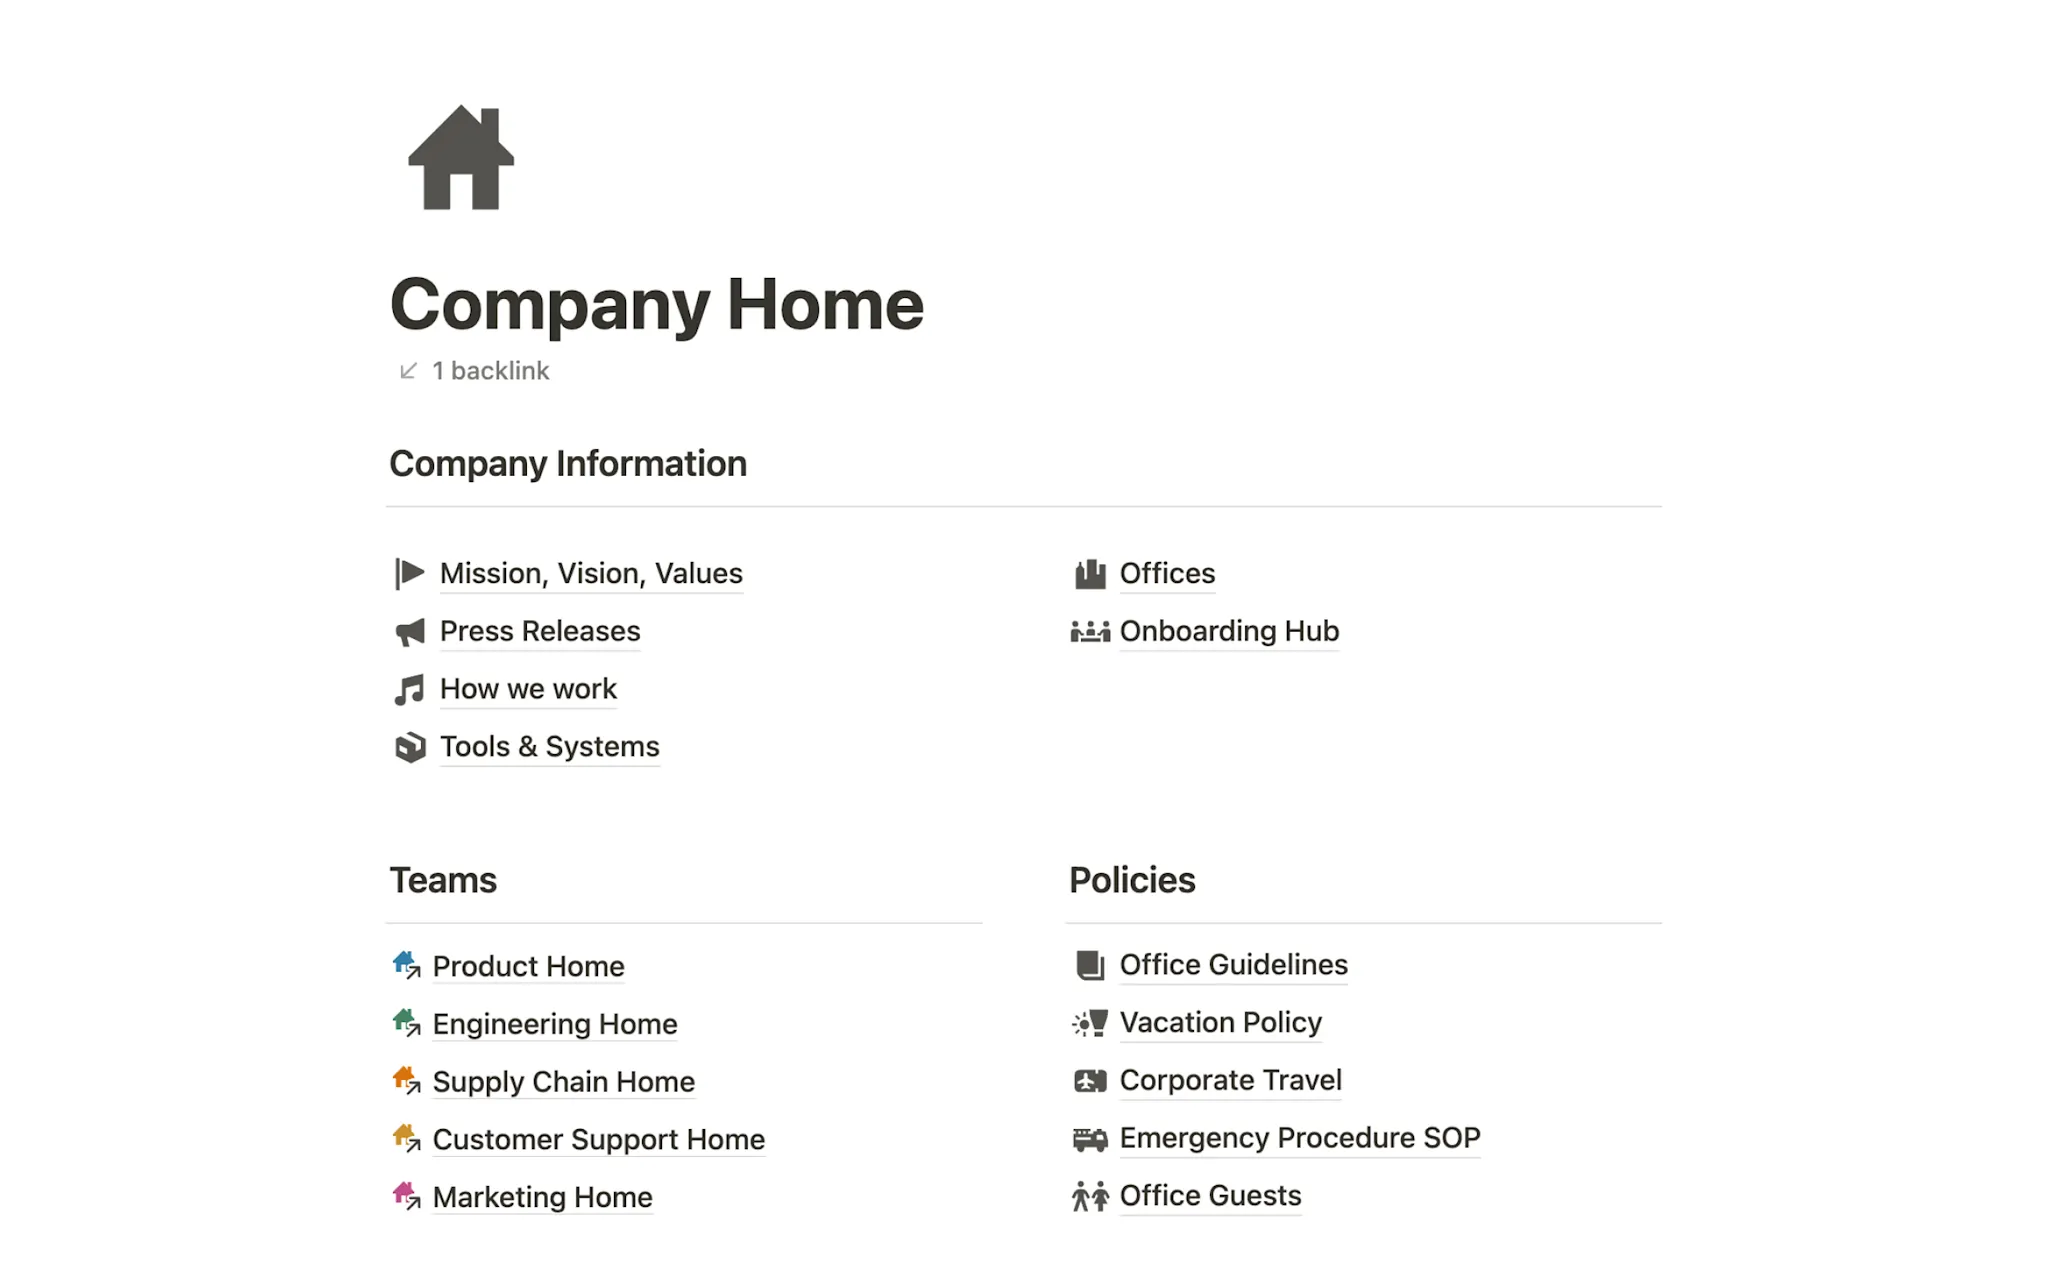 Company Home
1 backlink
Company Information
Mission, Vision, Values
Press Releases
How we work
Tools & Systems
Offices
Onboarding Hub
Teams
Product Home
Engineering Home
Supply Chain Home
Customer Support Home
Marketing Home
Policies
Office Guidelines
Vacation Policy
Corporate Travel
Emergency Procedure SOP
Office Guests